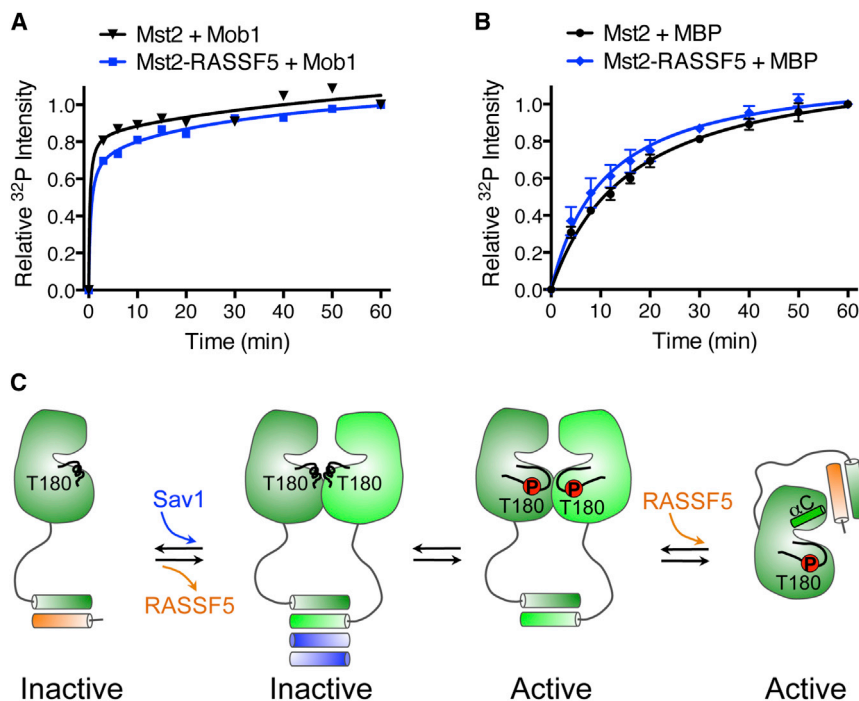 A
Mst2 + Mob1
Mst2-RASSF5 + Mob1
Relative ³²P Intensity
1.0
0.8
0.6
0.4
0.2
0.0
0 10 20 30 40 50 60
Time (min)
B
Mst2 + MBP
Mst2-RASSF5 + MBP
Relative ³²P Intensity
1.0
0.8
0.6
0.4
0.2
0.0
0 10 20 30 40 50 60
Time (min)
C
T180
Sav1
RASSF5
T180 T180
P P
T180 T180
RASSF5
αC
P
T180
Inactive Inactive Active Active